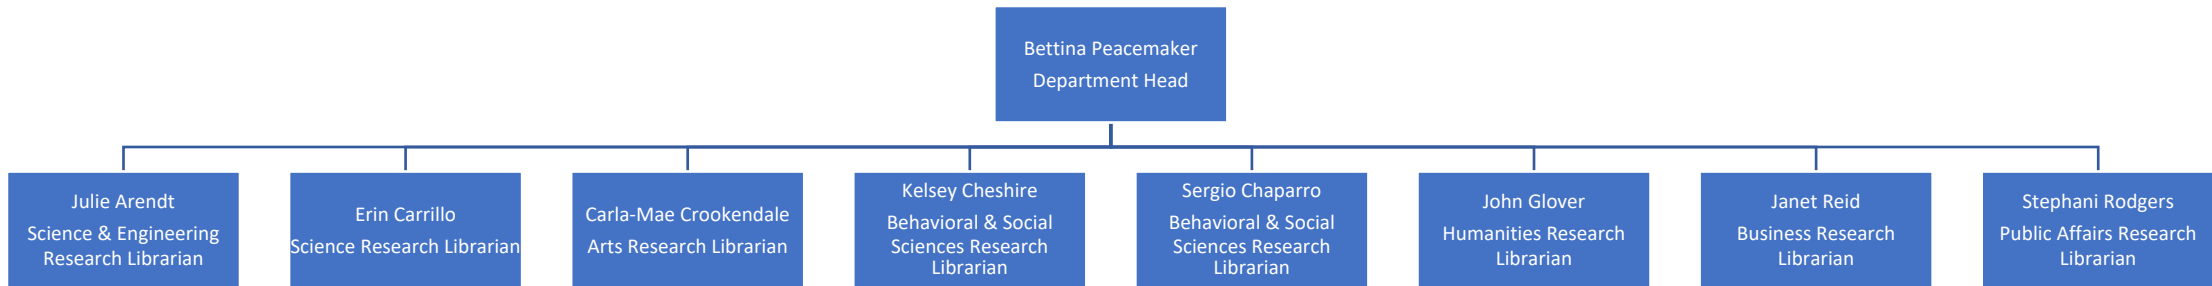 Bettina Peacemaker
Department Head
Julie Arendt
Science & Engineering
Research Librarian
Erin Carrillo
Science Research Librarian
Carla-Mae Crookendale
Arts Research Librarian
Kelsey Cheshire
Behavioral & Social
Sciences Research
Librarian
Sergio Chaparro
Behavioral & Social
Sciences Research
Librarian
John Glover
Humanities Research
Librarian
Janet Reid
Business Research
Librarian
Stephani Rodgers
Public Affairs Research
Librarian